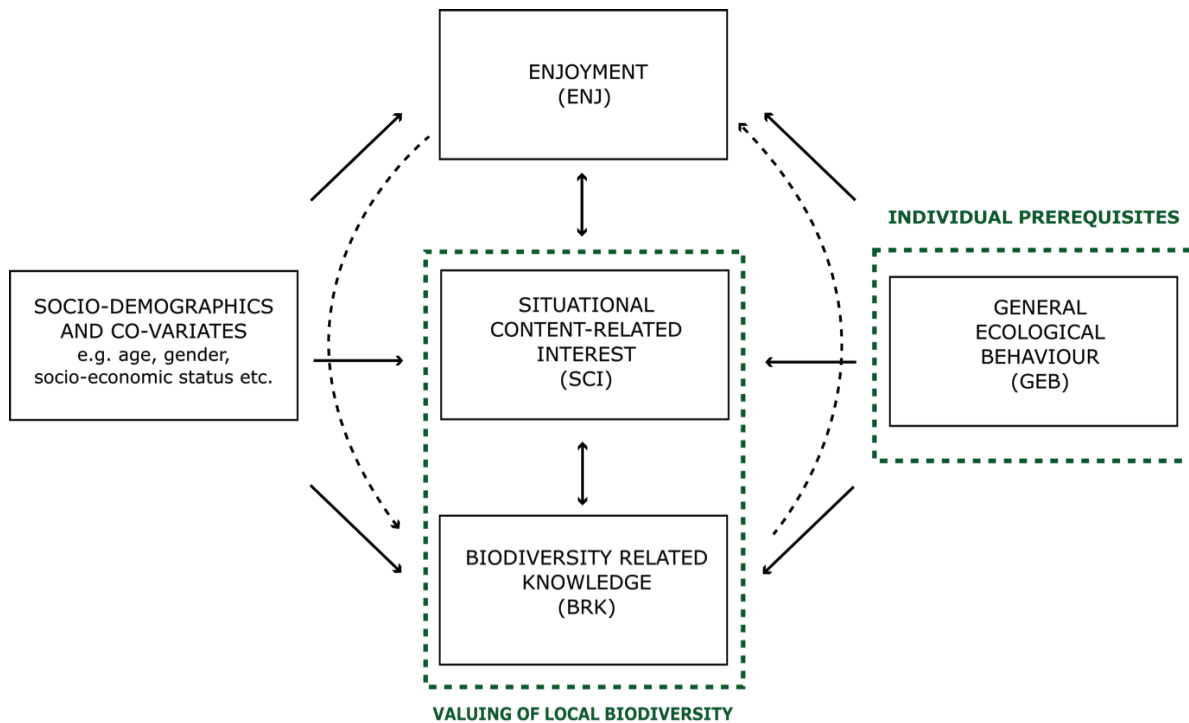 ENJOYMENT
(ENJ)
INDIVIDUAL PREREQUISITES
SOCIO-DEMOGRAPHICS
AND CO-VARIATES
e.g. age, gender,
socio-economic status etc.
SITUATIONAL
CONTENT-RELATED
INTEREST
(SCI)
GENERAL
ECOLOGICAL
BEHAVIOUR
(GEB)
BIODIVERSITY RELATED
KNOWLEDGE
(BRK)
VALUING OF LOCAL BIODIVERSITY